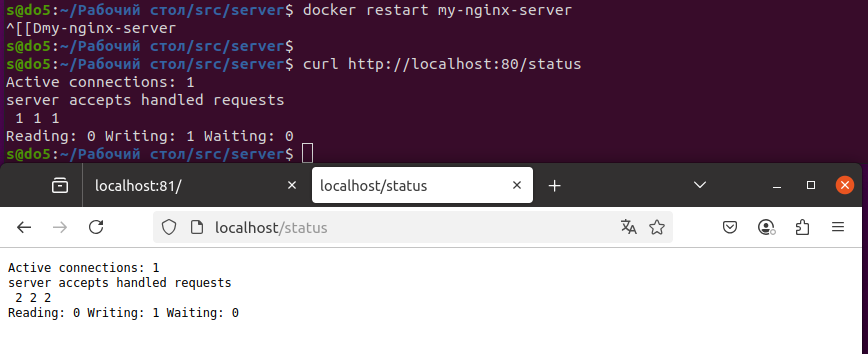 s@do5:~/Рабочий стол/src/server$ docker restart my-nginx-server
^[[Dmy-nginx-server
s@do5:~/Рабочий стол/src/server$
s@do5:~/Рабочий стол/src/server$ curl http://localhost:80/status
Active connections: 1
server accepts handled requests
 1 1 1
Reading: 0 Writing: 1 Waiting: 0
s@do5:~/Рабочий стол/src/server$
localhost:81/ localhost/status
localhost/status
Active connections: 1
server accepts handled requests
 2 2 2
Reading: 0 Writing: 1 Waiting: 0